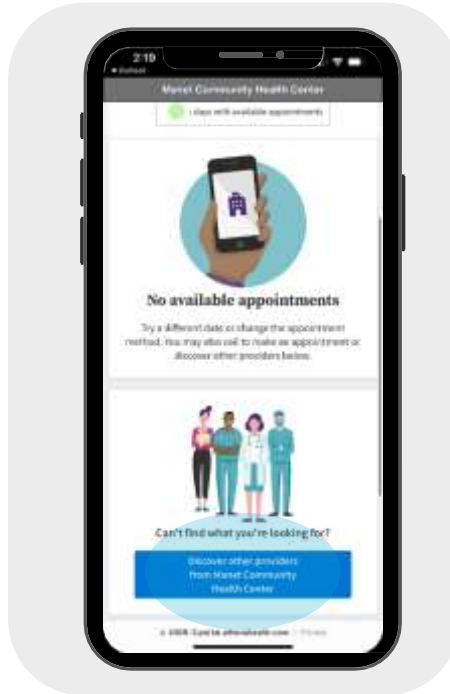 2:19
Manet Community Health Center
: days with available appointments
No available appointments
Try a different date or change the appointment
method. You may also call to make an appointment or
discover other providers below.
Can't find what you're looking for?
Discover other providers
from Manet Community
Health Center